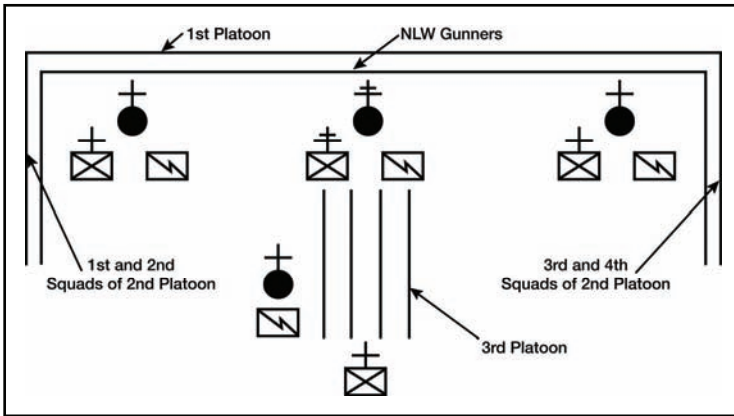 1st Platoon
NLW Gunners
1st and 2nd
Squads of 2nd Platoon
3rd and 4th
Squads of 2nd Platoon
3rd Platoon